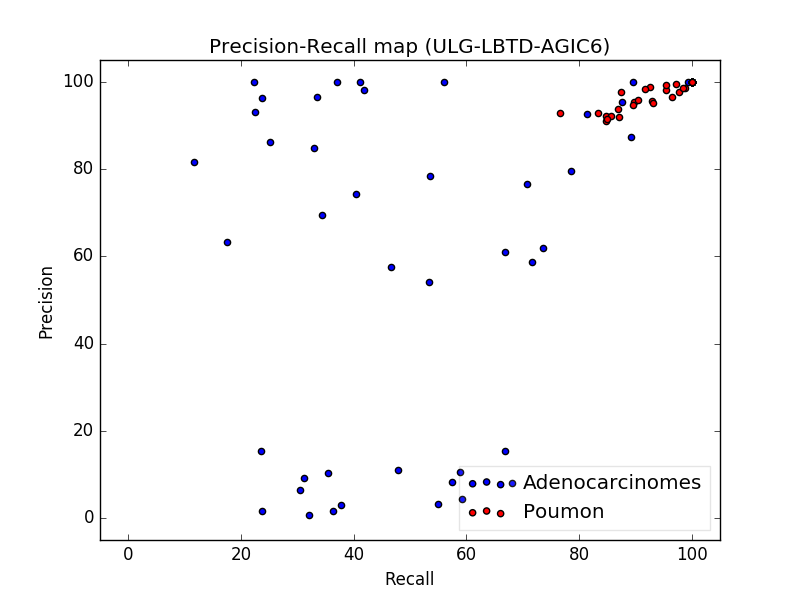 Precision-Recall map (ULG-LBTD-AGIC6)
100
80
60
40
20
0
Precision
Adenocarcinomes
Poumon
0 20 40 60 80 100
Recall